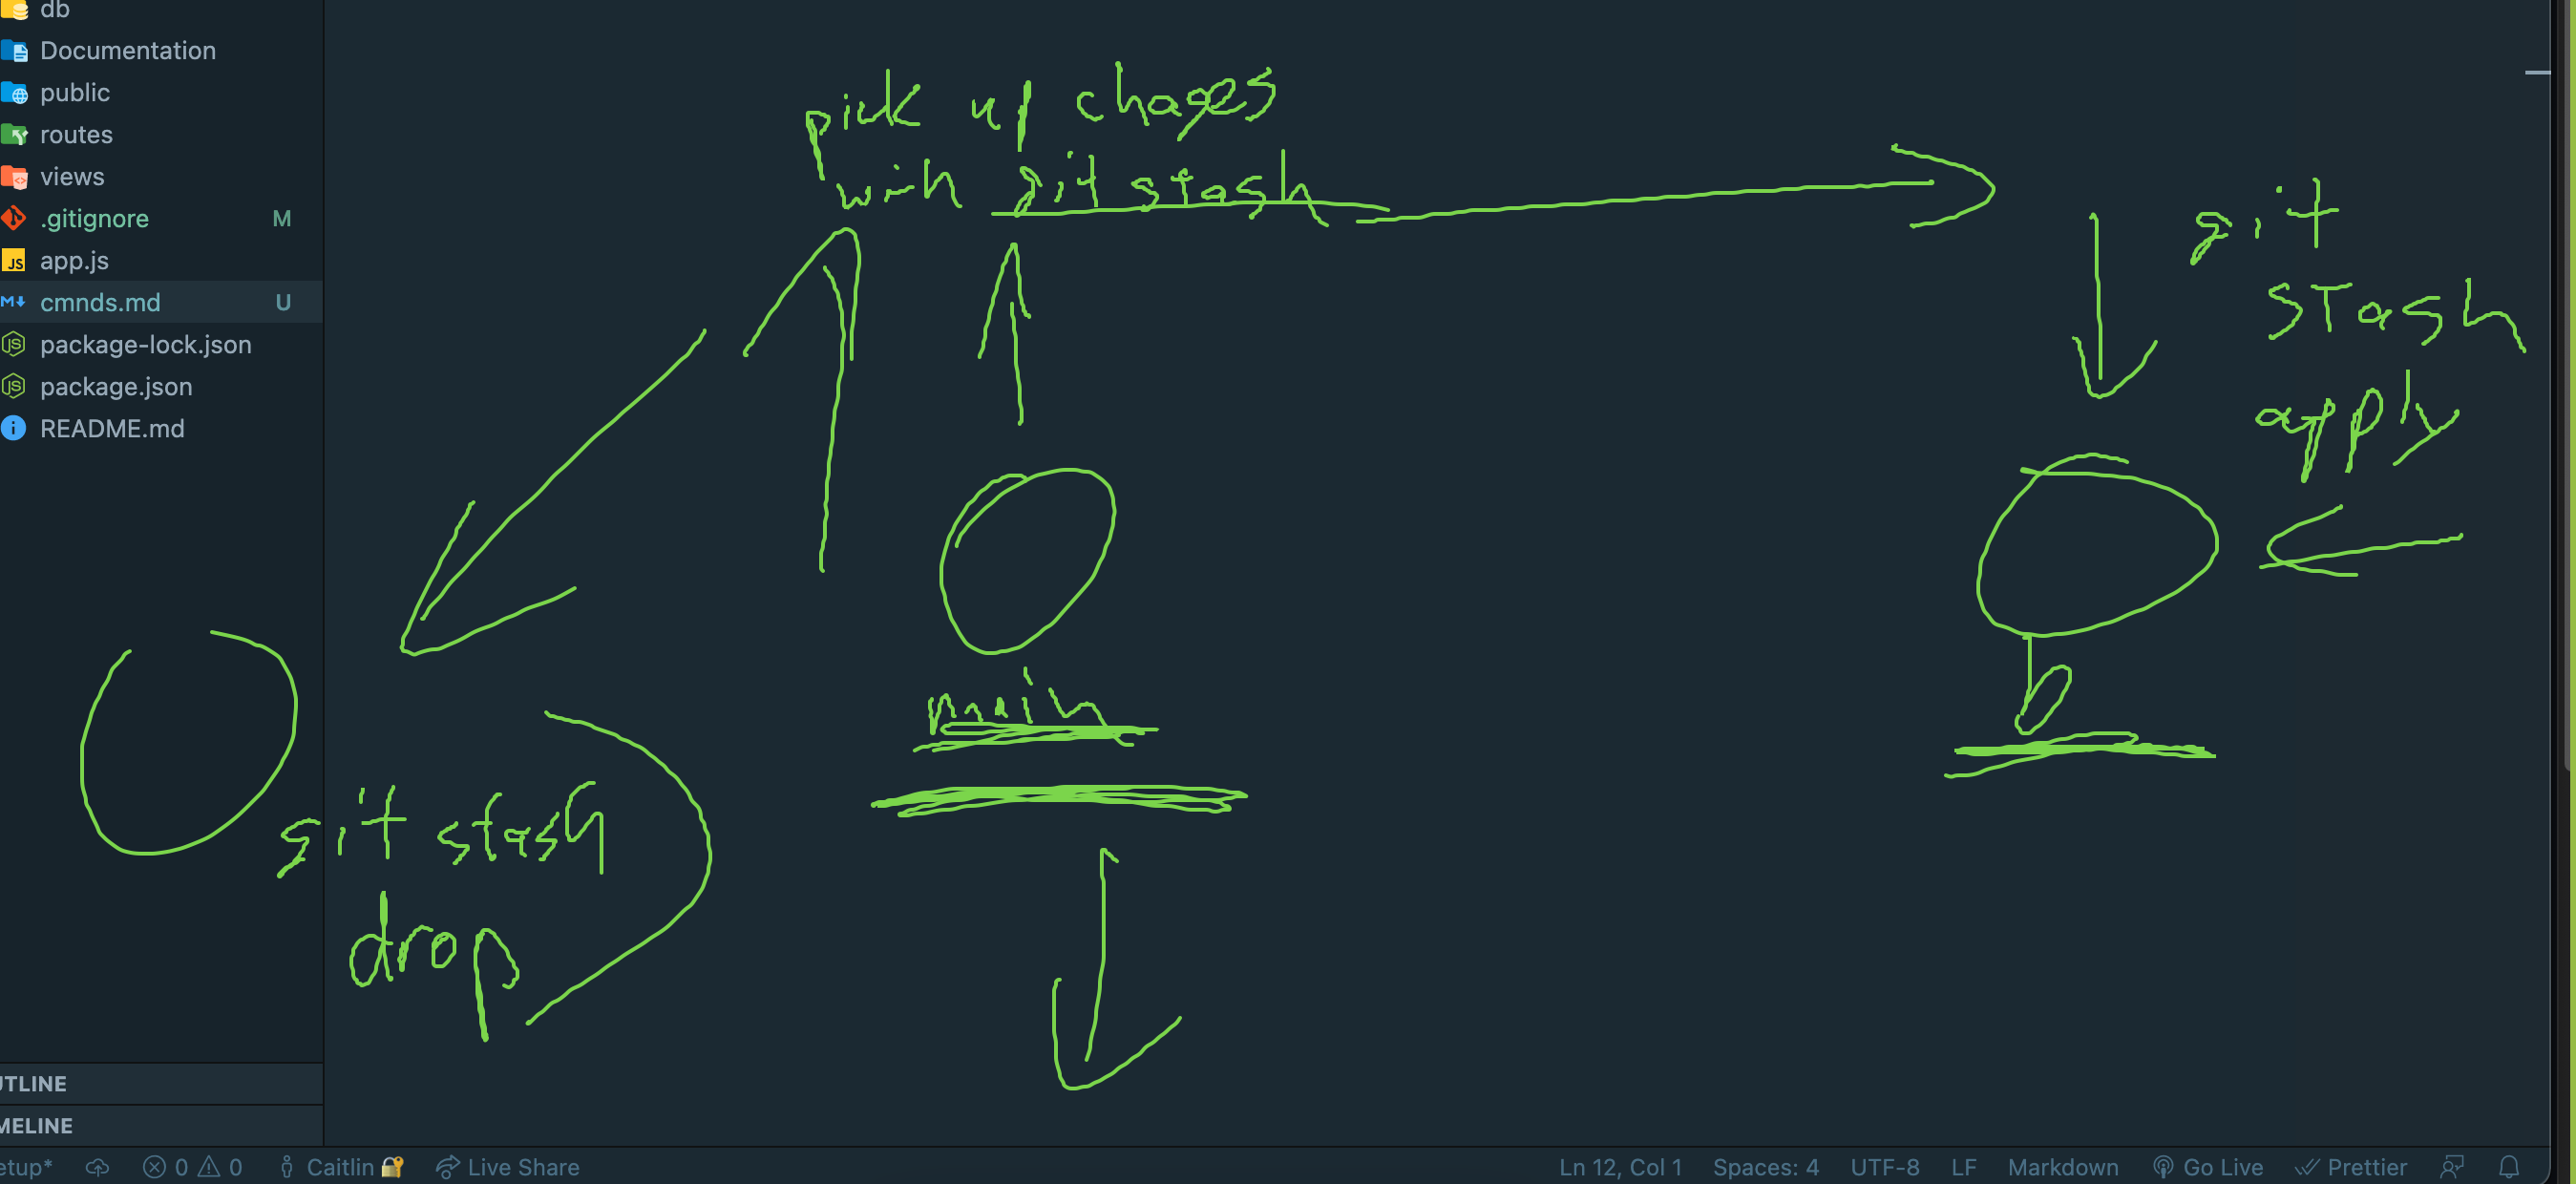 db
Documentation
public
routes
views
.gitignore M
app.js
cmnds.md U
package-lock.json
package.json
README.md
pick up chages
with git stash
git
stash
apply
main
b
git stash
drop
UTLINE
MELINE
etup* 0 0 Caitlin Live Share Ln 12, Col 1 Spaces: 4 UTF-8 LF Markdown Go Live Prettier